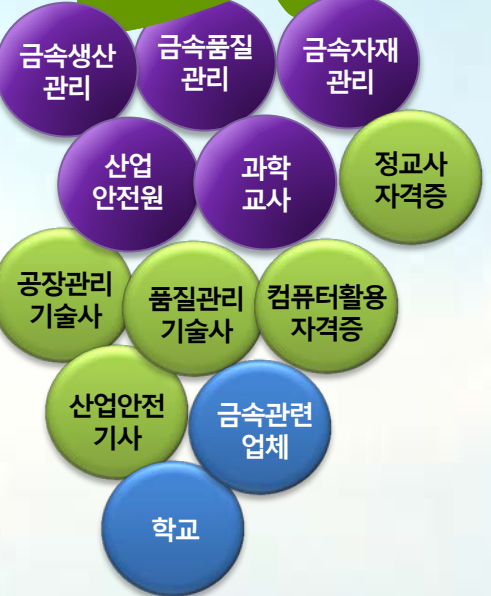 금속생산
관리
금속품질
관리
금속자재
관리
산업
안전원
과학
교사
정교사
자격증
공장관리
기술사
품질관리
기술사
컴퓨터활용
자격증
산업안전
기사
금속관련
업체
학교